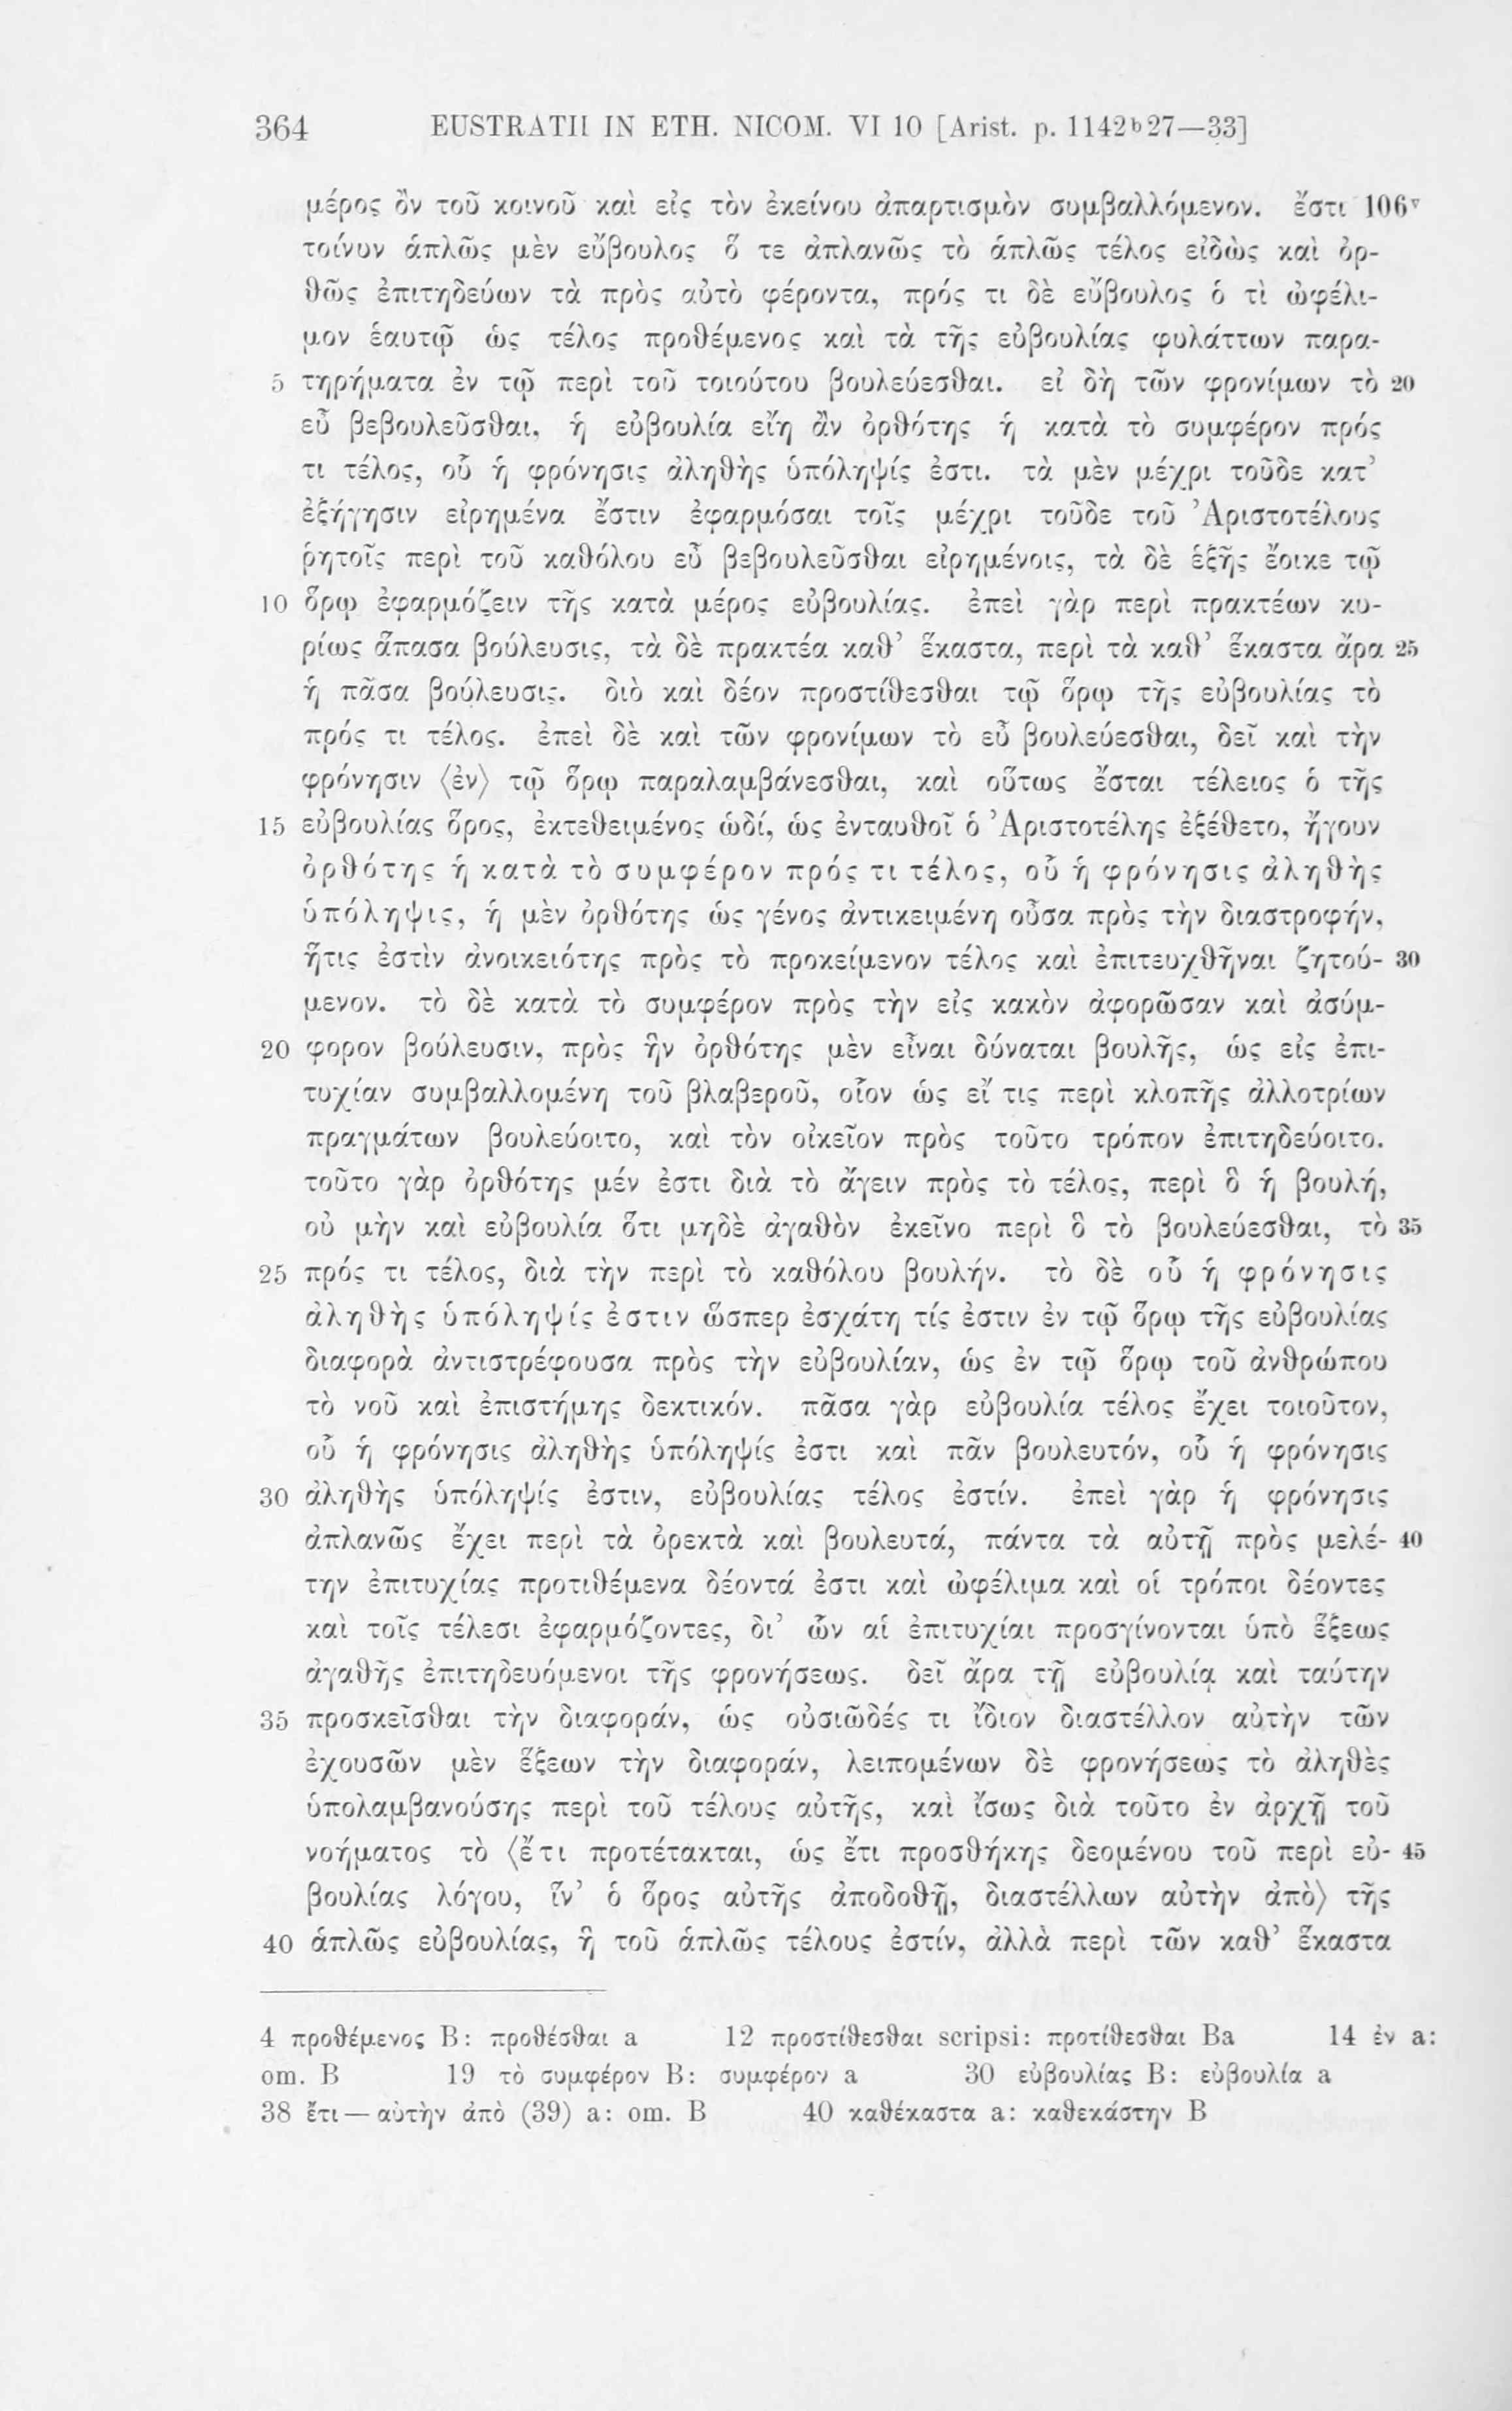 364 EUSTRATII IN ETH. NICOM. VI 10 [Arist. p. 1142b27—33]
μέρος ὂν τοῦ κοινοῦ καὶ εἰς τὸν ἐκείνου ἀπαρτισμὸν συμβαλλόμενον. ἔστι 106v
τοίνυν ἁπλῶς μὲν εὔβουλος ὅ τε ἀπλανῶς τὸ ἁπλῶς τέλος εἰδὼς καὶ ὀρ-
θῶς ἐπιτηδεύων τὰ πρὸς αὐτὸ φέροντα, πρός τι δὲ εὔβουλος ὁ τὶ ὠφέλι-
μον ἑαυτῷ ὡς τέλος προθέμενος καὶ τὰ τῆς εὐβουλίας φυλάττων παρα-
5 τηρήματα ἐν τῷ περὶ τοῦ τοιούτου βουλεύεσθαι. εἰ δὴ τῶν φρονίμων τὸ 20
εὖ βεβουλεῦσθαι, ἡ εὐβουλία εἴη ἂν ὀρθότης ἡ κατὰ τὸ συμφέρον πρός
τι τέλος, οὗ ἡ φρόνησις ἀληθὴς ὑπόληψίς ἐστι. τὰ μὲν μέχρι τοῦδε κατ’
ἐξήγησιν εἰρημένα ἔστιν ἐφαρμόσαι τοῖς μέχρι τοῦδε τοῦ Ἀριστοτέλους
ῥητοῖς περὶ τοῦ καθόλου εὖ βεβουλεῦσθαι εἰρημένοις, τὰ δὲ ἑξῆς ἔοικε τῷ
10 ὅρῳ ἐφαρμόζειν τῆς κατὰ μέρος εὐβουλίας. ἐπεὶ γὰρ περὶ πρακτέων κυ-
ρίως ἅπασα βούλευσις, τὰ δὲ πρακτέα καθ’ ἕκαστα, περὶ τὰ καθ’ ἕκαστα ἄρα 25
ἡ πᾶσα βούλευσις. διὸ καὶ δέον προστίθεσθαι τῷ ὅρῳ τῆς εὐβουλίας τὸ
πρός τι τέλος. ἐπεὶ δὲ καὶ τῶν φρονίμων τὸ εὖ βουλεύεσθαι, δεῖ καὶ τὴν
φρόνησιν ⟨ἐν⟩ τῷ ὅρῳ παραλαμβάνεσθαι, καὶ οὕτως ἔσται τέλειος ὁ τῆς
15 εὐβουλίας ὅρος, ἐκτεθειμένος ὡδί, ὡς ἐνταυθοῖ ὁ Ἀριστοτέλης ἐξέθετο, ἤγουν
ὀρθότης ἡ κατὰ τὸ συμφέρον πρός τι τέλος, οὗ ἡ φρόνησις ἀληθὴς
ὑπόληψις, ἡ μὲν ὀρθότης ὡς γένος ἀντικειμένη οὖσα πρὸς τὴν διαστροφήν,
ἥτις ἐστὶν ἀνοικειότης πρὸς τὸ προκείμενον τέλος καὶ ἐπιτευχθῆναι ζητού- 30
μενον. τὸ δὲ κατὰ τὸ συμφέρον πρὸς τὴν εἰς κακὸν ἀφορῶσαν καὶ ἀσύμ-
20 φορον βούλευσιν, πρὸς ἣν ὀρθότης μὲν εἶναι δύναται βουλῆς, ὡς εἰς ἐπι-
τυχίαν συμβαλλομένη τοῦ βλαβεροῦ, οἷον ὡς εἴ τις περὶ κλοπῆς ἀλλοτρίων
πραγμάτων βουλεύοιτο, καὶ τὸν οἰκεῖον πρὸς τοῦτο τρόπον ἐπιτηδεύοιτο.
τοῦτο γὰρ ὀρθότης μέν ἐστι διὰ τὸ ἄγειν πρὸς τὸ τέλος, περὶ ὃ ἡ βουλή,
οὐ μὴν καὶ εὐβουλία ὅτι μηδὲ ἀγαθὸν ἐκεῖνο περὶ ὃ τὸ βουλεύεσθαι, τὸ 35
25 πρός τι τέλος, διὰ τὴν περὶ τὸ καθόλου βουλήν. τὸ δὲ οὗ ἡ φρόνησις
ἀληθὴς ὑπόληψίς ἐστιν ὥσπερ ἐσχάτη τίς ἐστιν ἐν τῷ ὅρῳ τῆς εὐβουλίας
διαφορὰ ἀντιστρέφουσα πρὸς τὴν εὐβουλίαν, ὡς ἐν τῷ ὅρῳ τοῦ ἀνθρώπου
τὸ νοῦ καὶ ἐπιστήμης δεκτικόν. πᾶσα γὰρ εὐβουλία τέλος ἔχει τοιοῦτον,
οὗ ἡ φρόνησις ἀληθὴς ὑπόληψίς ἐστι καὶ πᾶν βουλευτόν, οὗ ἡ φρόνησις
30 ἀληθὴς ὑπόληψίς ἐστιν, εὐβουλίας τέλος ἐστίν. ἐπεὶ γὰρ ἡ φρόνησις
ἀπλανῶς ἔχει περὶ τὰ ὀρεκτὰ καὶ βουλευτά, πάντα τὰ αὐτῇ πρὸς μελέ- 40
την ἐπιτυχίας προτιθέμενα δέοντά ἐστι καὶ ὠφέλιμα καὶ οἱ τρόποι δέοντες
καὶ τοῖς τέλεσι ἐφαρμόζοντες, δι’ ὧν αἱ ἐπιτυχίαι προσγίνονται ὑπὸ ἕξεως
ἀγαθῆς ἐπιτηδευόμενοι τῆς φρονήσεως. δεῖ ἄρα τῇ εὐβουλίᾳ καὶ ταύτην
35 προσκεῖσθαι τὴν διαφοράν, ὡς οὐσιῶδές τι ἴδιον διαστέλλον αὐτὴν τῶν
ἐχουσῶν μὲν ἕξεων τὴν διαφοράν, λειπομένων δὲ φρονήσεως τὸ ἀληθὲς
ὑπολαμβανούσης περὶ τοῦ τέλους αὐτῆς, καὶ ἴσως διὰ τοῦτο ἐν ἀρχῇ τοῦ
νοήματος τὸ ⟨ἔτι προτέτακται, ὡς ἔτι προσθήκης δεομένου τοῦ περὶ εὐ- 45
βουλίας λόγου, ἵν’ ὁ ὅρος αὐτῆς ἀποδοθῇ, διαστέλλων αὐτὴν ἀπὸ⟩ τῆς
40 ἁπλῶς εὐβουλίας, ἣ τοῦ ἁπλῶς τέλους ἐστίν, ἀλλὰ περὶ τῶν καθ’ ἕκαστα
4 προθέμενος B: προθέσθαι a 12 προστίθεσθαι scripsi: προτίθεσθαι Ba 14 ἐν a:
om. B 19 τὸ συμφέρον B: συμφέρον a 30 εὐβουλίας B: εὐβουλία a
38 ἔτι — αὐτὴν ἀπὸ (39) a: om. B 40 καθέκαστα a: καθεκάστην B